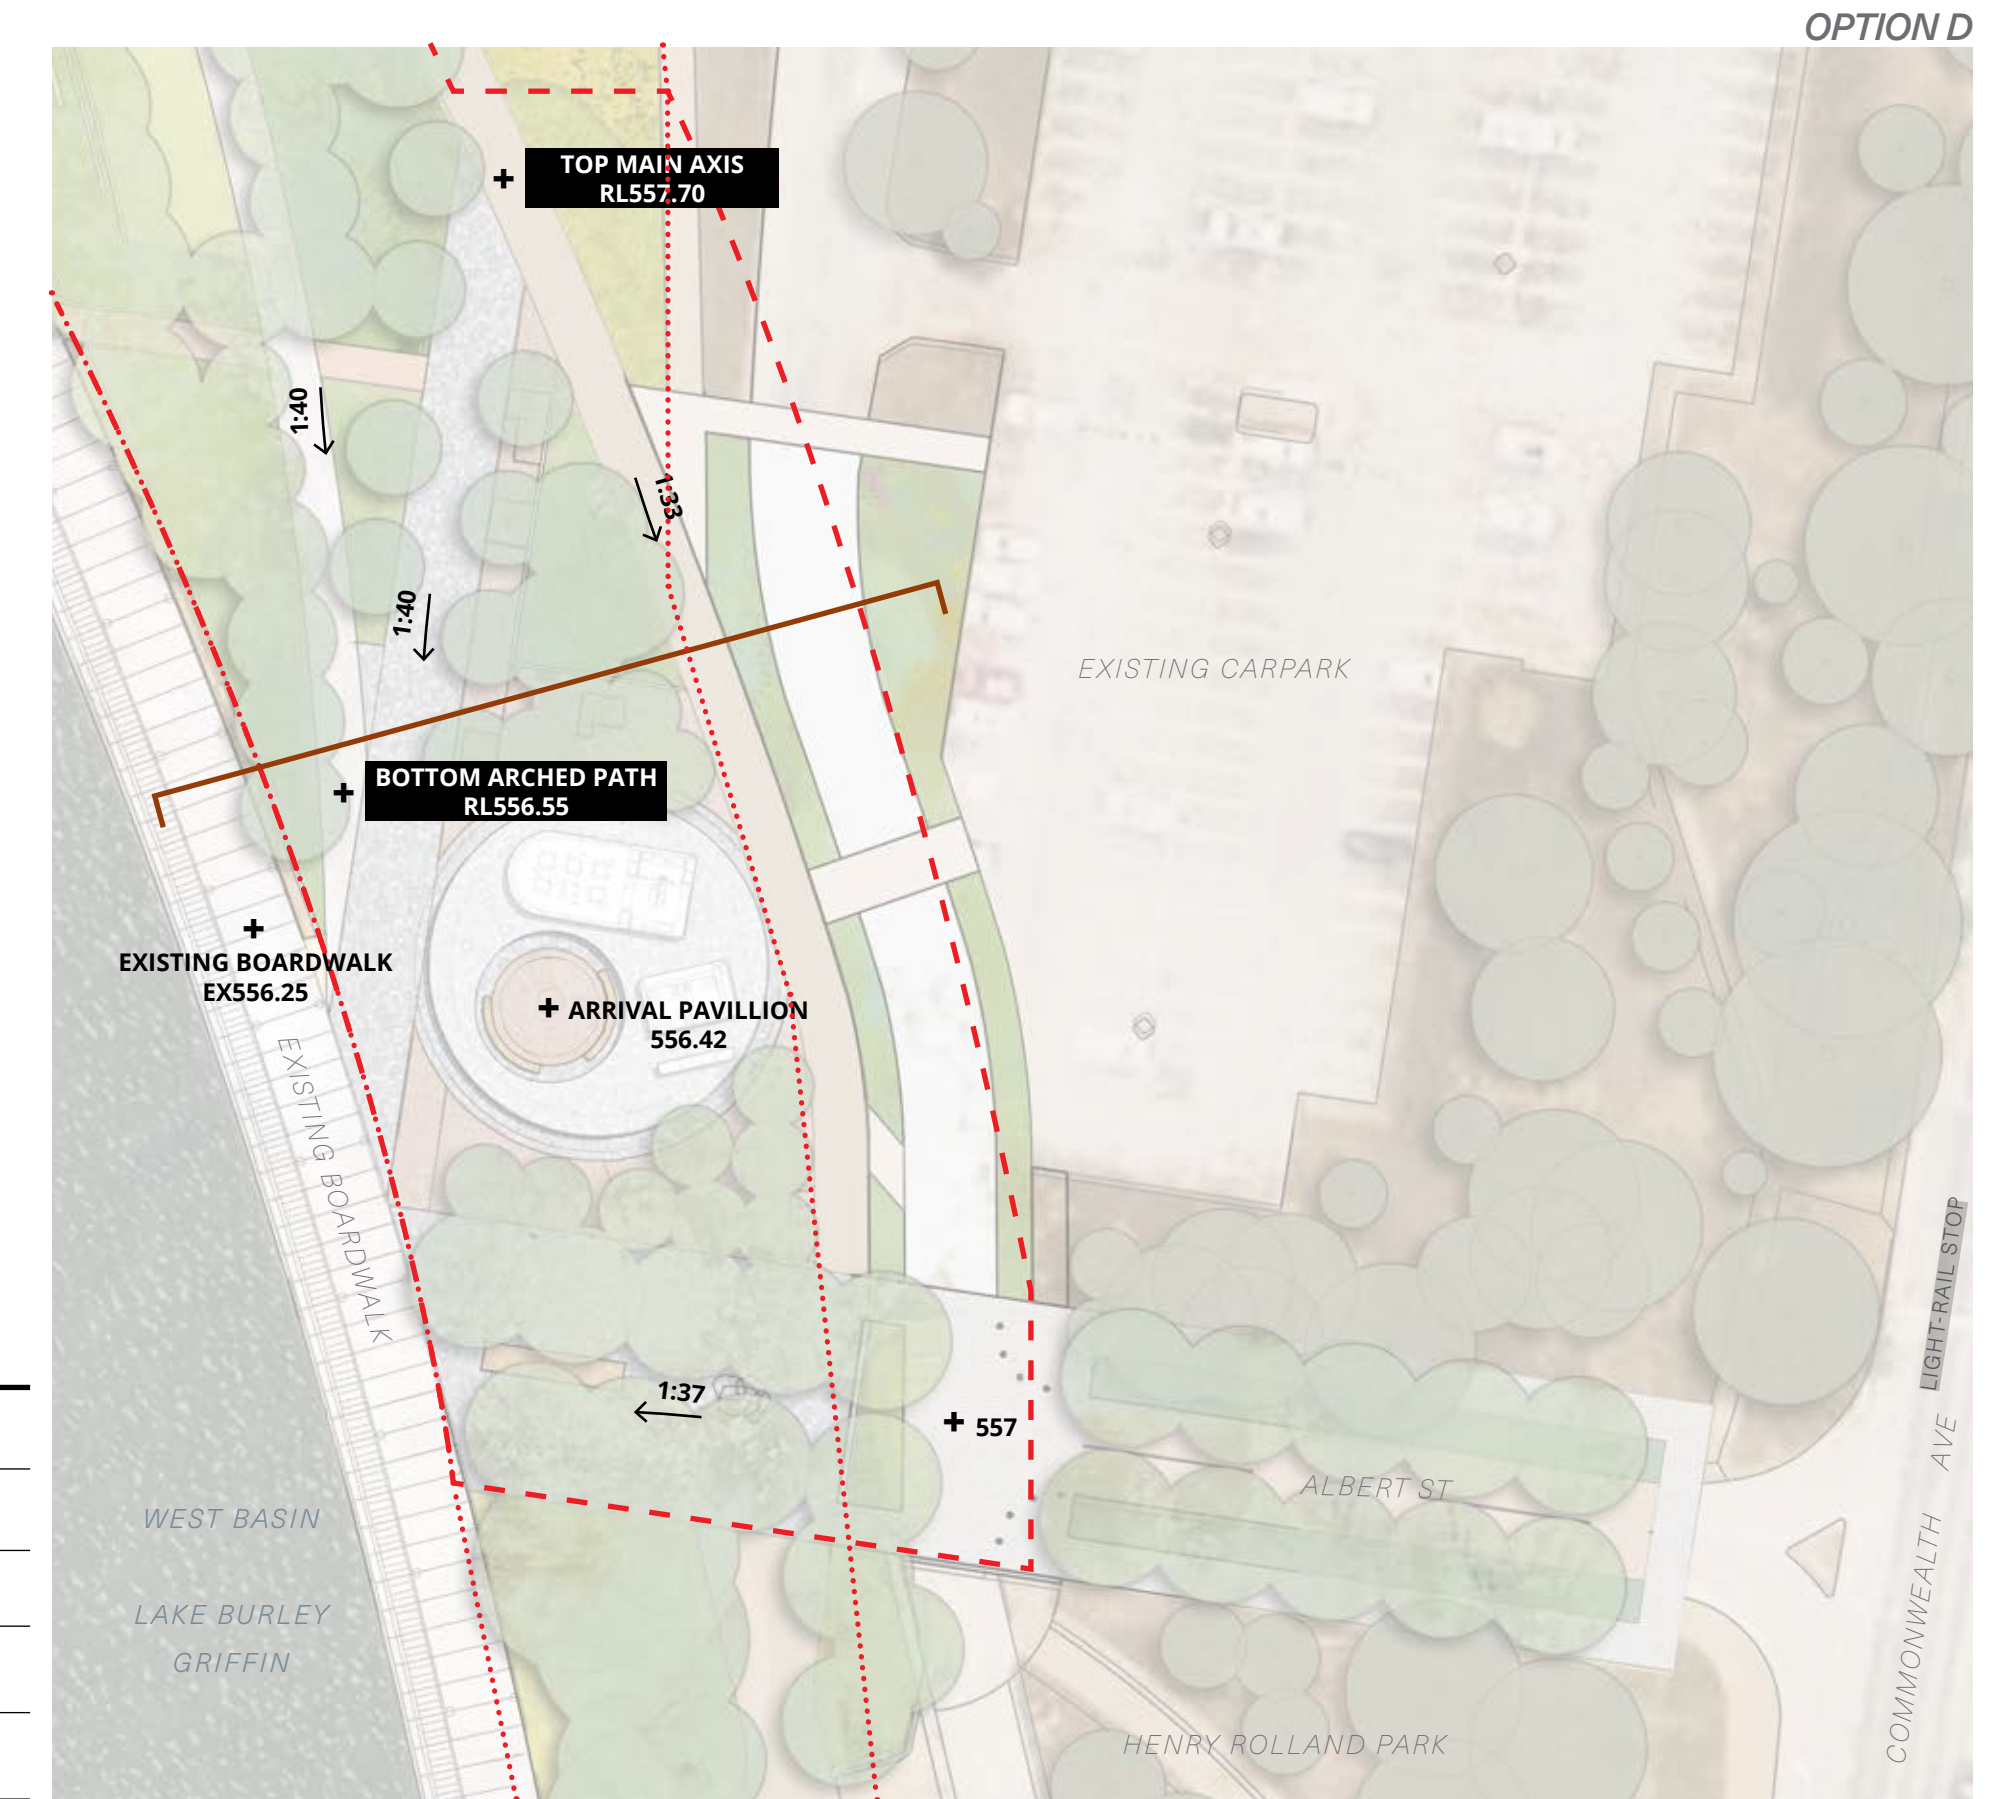 OPTION D
TOP MAIN AXIS
RL557.70
1:40
1:33
1:40
EXISTING CARPARK
BOTTOM ARCHED PATH
RL556.55
EXISTING BOARDWALK
EX556.25
ARRIVAL PAVILLION
556.42
EXISTING BOARDWALK
1:37
557
ALBERT ST
LIGHT-RAIL STOP
COMMONWEALTH AVE
WEST BASIN
LAKE BURLEY
GRIFFIN
HENRY ROLLAND PARK